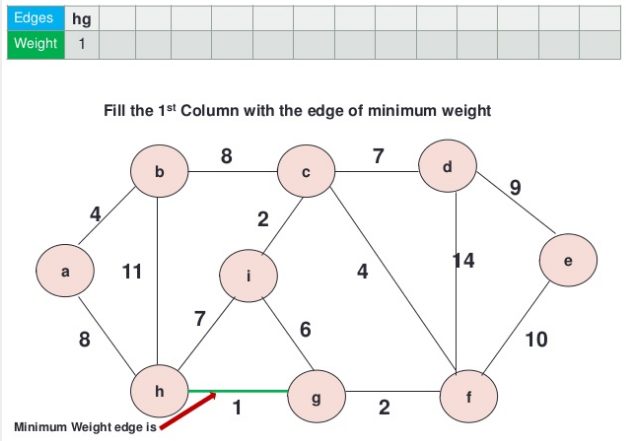 Edges hg
Weight 1
Fill the 1st Column with the edge of minimum weight
8
7
b
c
d
9
4
2
a
11
i
4
14
e
8
7
6
10
h
g
f
1
2
Minimum Weight edge is